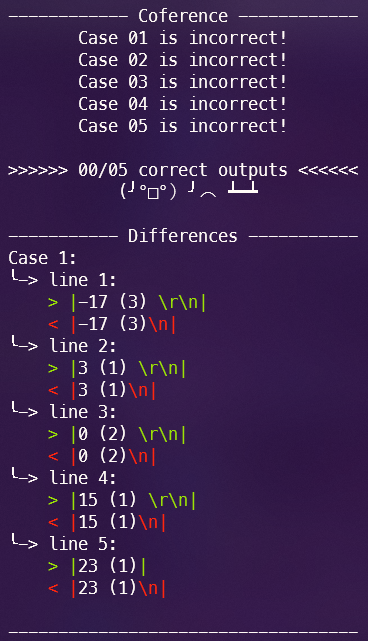 ------------ Coference ------------
Case 01 is incorrect!
Case 02 is incorrect!
Case 03 is incorrect!
Case 04 is incorrect!
Case 05 is incorrect!
>>>>>> 00/05 correct outputs <<<<<<
(╯°□°) ╯︵ ┻━┻
----------- Differences -----------
Case 1:
╰─> line 1:
> |-17 (3) \r\n|
< |-17 (3)\n|
╰─> line 2:
> |3 (1) \r\n|
< |3 (1)\n|
╰─> line 3:
> |0 (2) \r\n|
< |0 (2)\n|
╰─> line 4:
> |15 (1) \r\n|
< |15 (1)\n|
╰─> line 5:
> |23 (1)|
< |23 (1)\n|
-----------------------------------